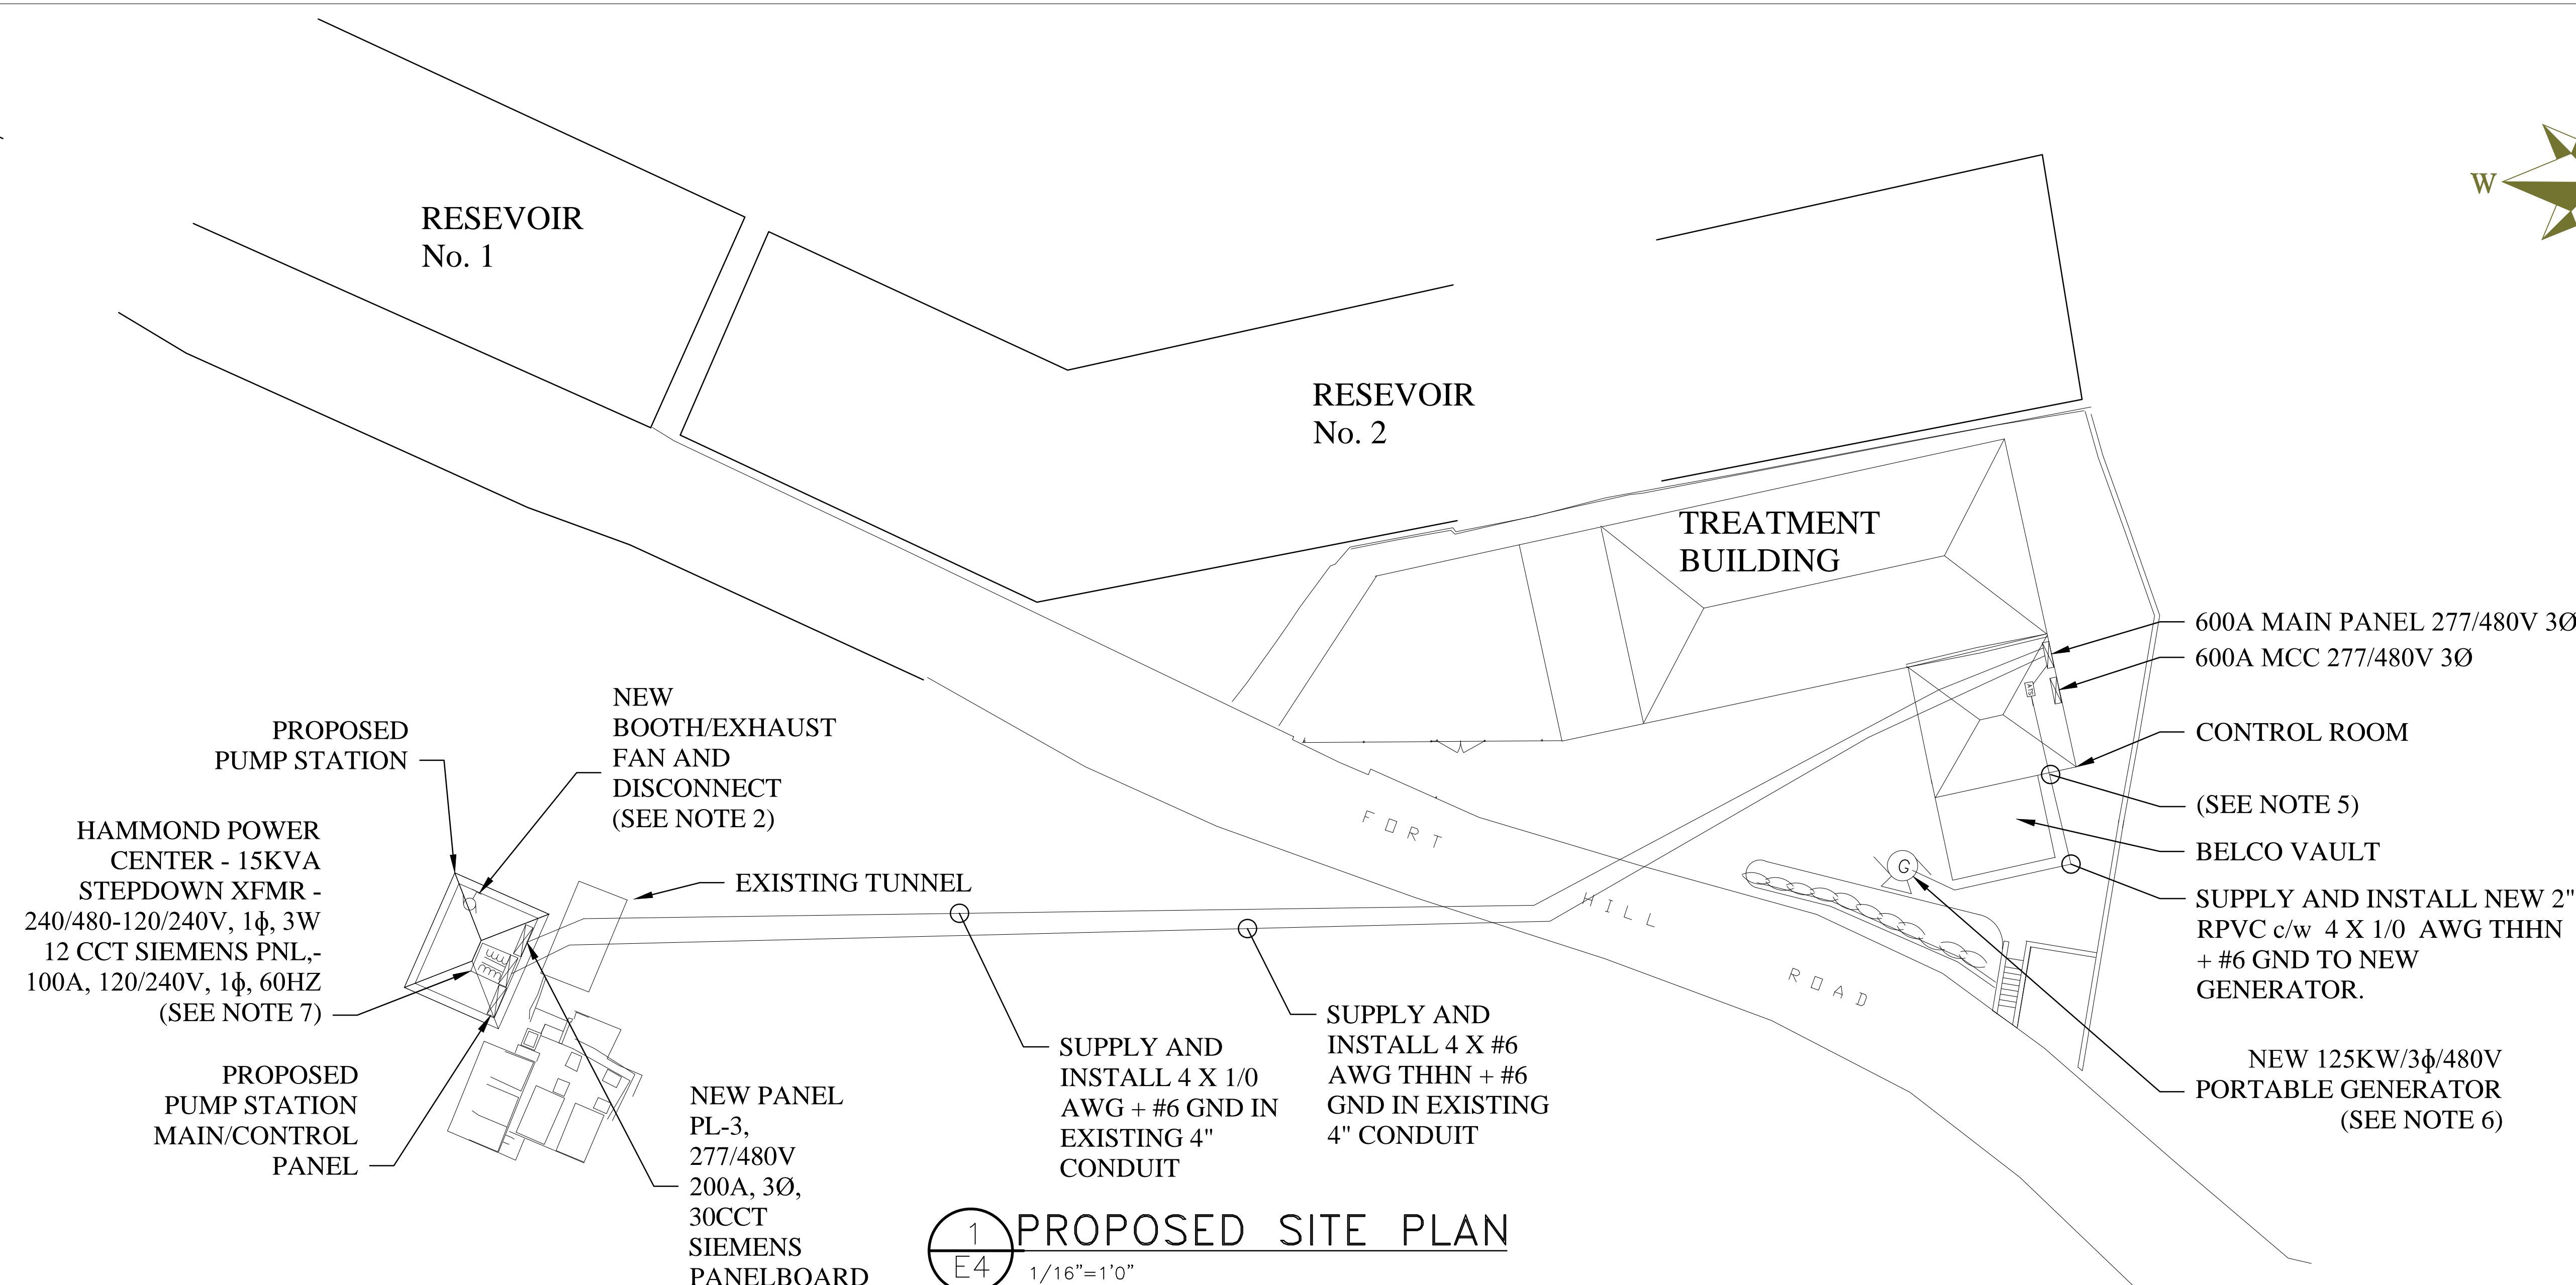 RESEVOIR
No. 1
W
RESEVOIR
No. 2
TREATMENT
BUILDING
600A MAIN PANEL 277/480V 3Ø
600A MCC 277/480V 3Ø
ATS
CONTROL ROOM
(SEE NOTE 5)
BELCO VAULT
SUPPLY AND INSTALL NEW 2"
RPVC c/w 4 X 1/0 AWG THHN
+ #6 GND TO NEW
GENERATOR.
G
NEW 125KW/3ϕ/480V
PORTABLE GENERATOR
(SEE NOTE 6)
FORT
HILL
ROAD
PROPOSED
PUMP STATION
NEW
BOOTH/EXHAUST
FAN AND
DISCONNECT
(SEE NOTE 2)
HAMMOND POWER
CENTER - 15KVA
STEPDOWN XFMR -
240/480-120/240V, 1ϕ, 3W
12 CCT SIEMENS PNL,-
100A, 120/240V, 1ϕ, 60HZ
(SEE NOTE 7)
EXISTING TUNNEL
PROPOSED
PUMP STATION
MAIN/CONTROL
PANEL
NEW PANEL
PL-3,
277/480V
200A, 3Ø,
30CCT
SIEMENS
PANELBOARD
SUPPLY AND
INSTALL 4 X 1/0
AWG + #6 GND IN
EXISTING 4"
CONDUIT
SUPPLY AND
INSTALL 4 X #6
AWG THHN + #6
GND IN EXISTING
4" CONDUIT
1
E4
PROPOSED SITE PLAN
1/16"=1'0"